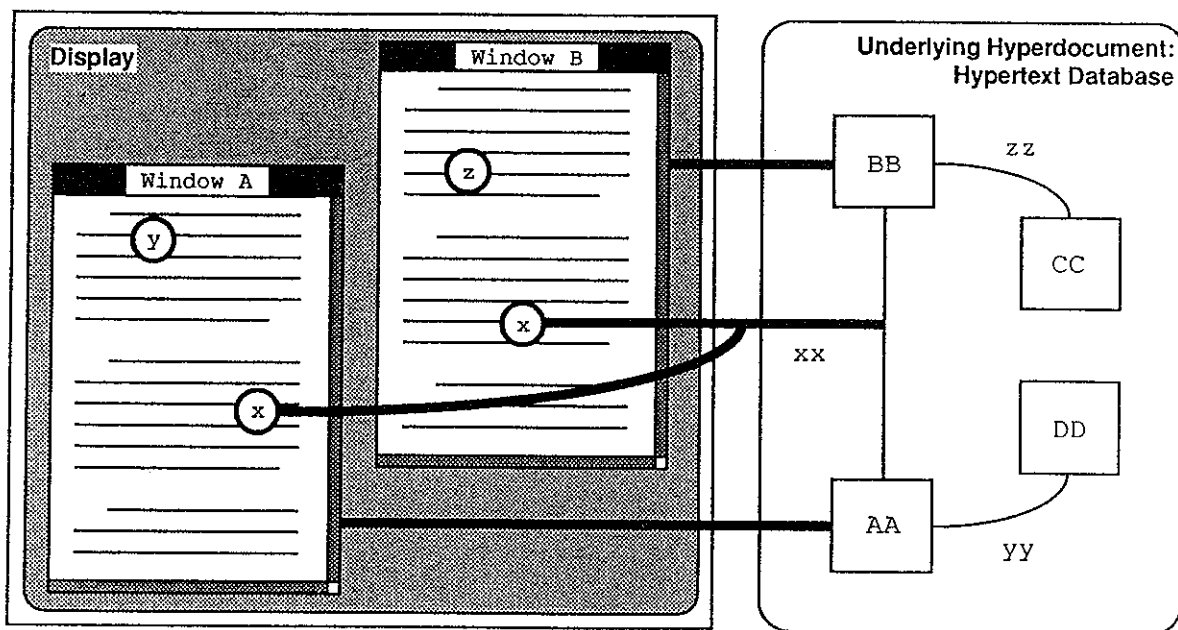 Display
Window B
z
x
Window A
y
x
Underlying Hyperdocument:
Hypertext Database
BB
zz
CC
xx
DD
AA
yy